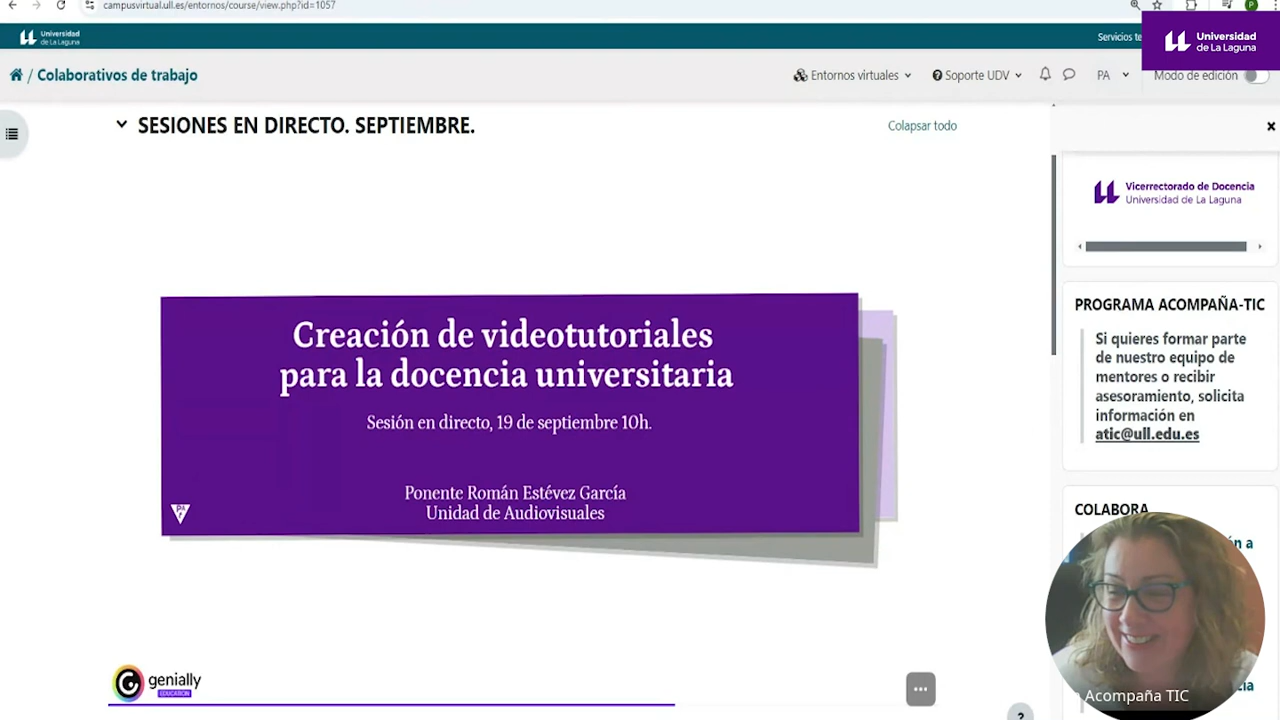 campusvirtual.ull.es/entornos/course/view.php?id=1057
Universidad
de La Laguna
Servicios te
Universidad
de La Laguna
/ Colaborativos de trabajo
Entornos virtuales
Soporte UDV
PA
Modo de edición
SESIONES EN DIRECTO. SEPTIEMBRE.
Colapsar todo
Vicerrectorado de Docencia
Universidad de La Laguna
Creación de videotutoriales
para la docencia universitaria
Sesión en directo, 19 de septiembre 10h.
Ponente Román Estévez García
Unidad de Audiovisuales
PROGRAMA ACOMPAÑA-TIC
Si quieres formar parte
de nuestro equipo de
mentores o recibir
asesoramiento, solicita
información en
atic@ull.edu.es
COLABORA
Acompaña TIC
genially
EDUCATION
?